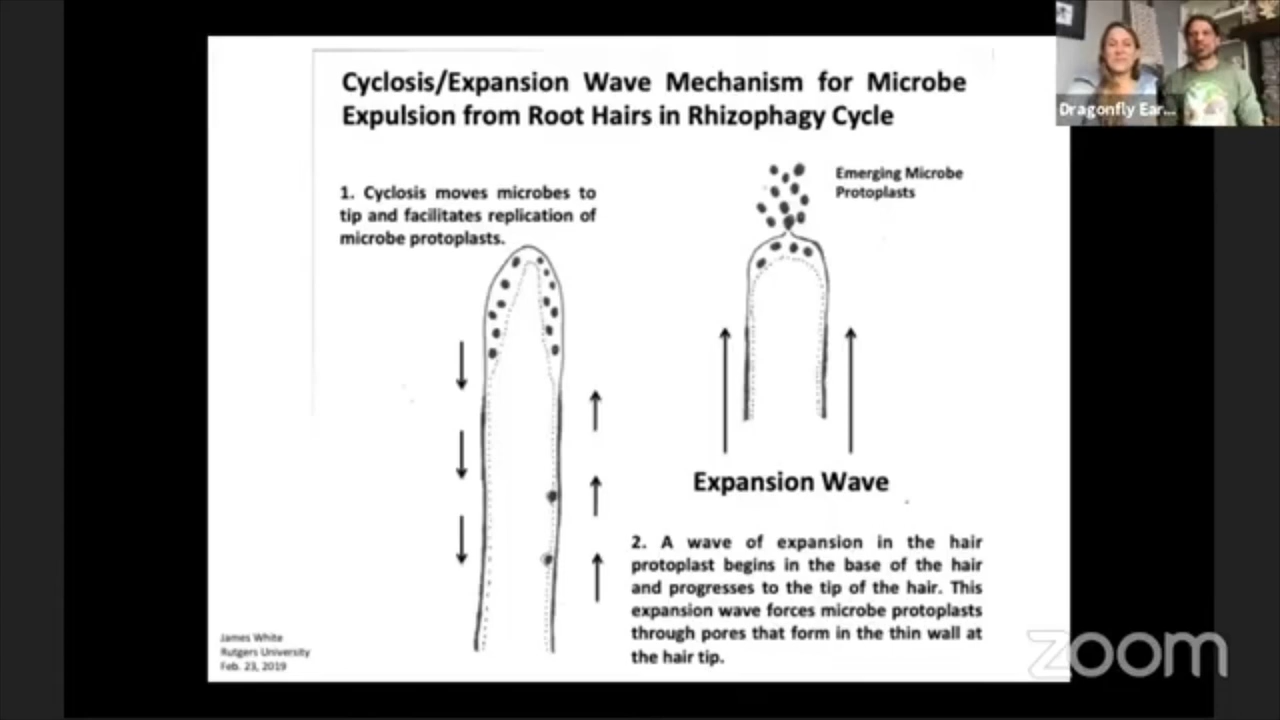 Cyclosis/Expansion Wave Mechanism for Microbe
Expulsion from Root Hairs in Rhizophagy Cycle
1. Cyclosis moves microbes to
tip and facilitates replication of
microbe protoplasts.
Emerging Microbe
Protoplasts
Expansion Wave
2. A wave of expansion in the hair
protoplast begins in the base of the hair
and progresses to the tip of the hair. This
expansion wave forces microbe protoplasts
through pores that form in the thin wall at
the hair tip.
James White
Rutgers University
Feb. 23, 2019
Dragonfly Ear...
zoom